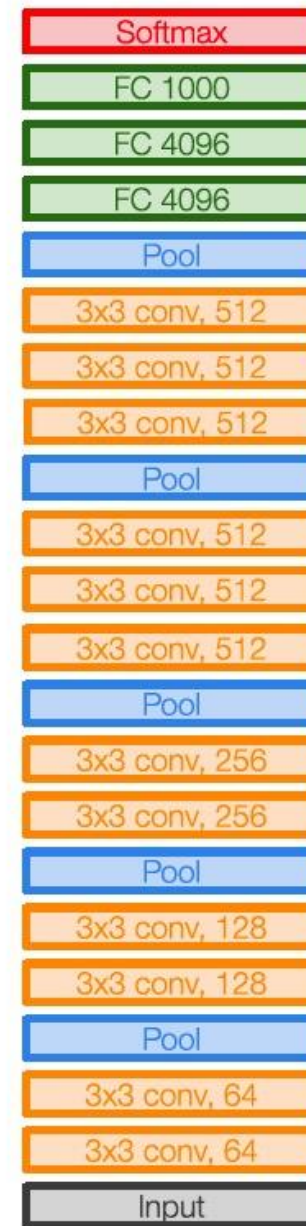 Softmax
FC 1000
FC 4096
FC 4096
Pool
3x3 conv, 512
3x3 conv, 512
3x3 conv, 512
Pool
3x3 conv, 512
3x3 conv, 512
3x3 conv, 512
Pool
3x3 conv, 256
3x3 conv, 256
Pool
3x3 conv, 128
3x3 conv, 128
Pool
3x3 conv, 64
3x3 conv, 64
Input